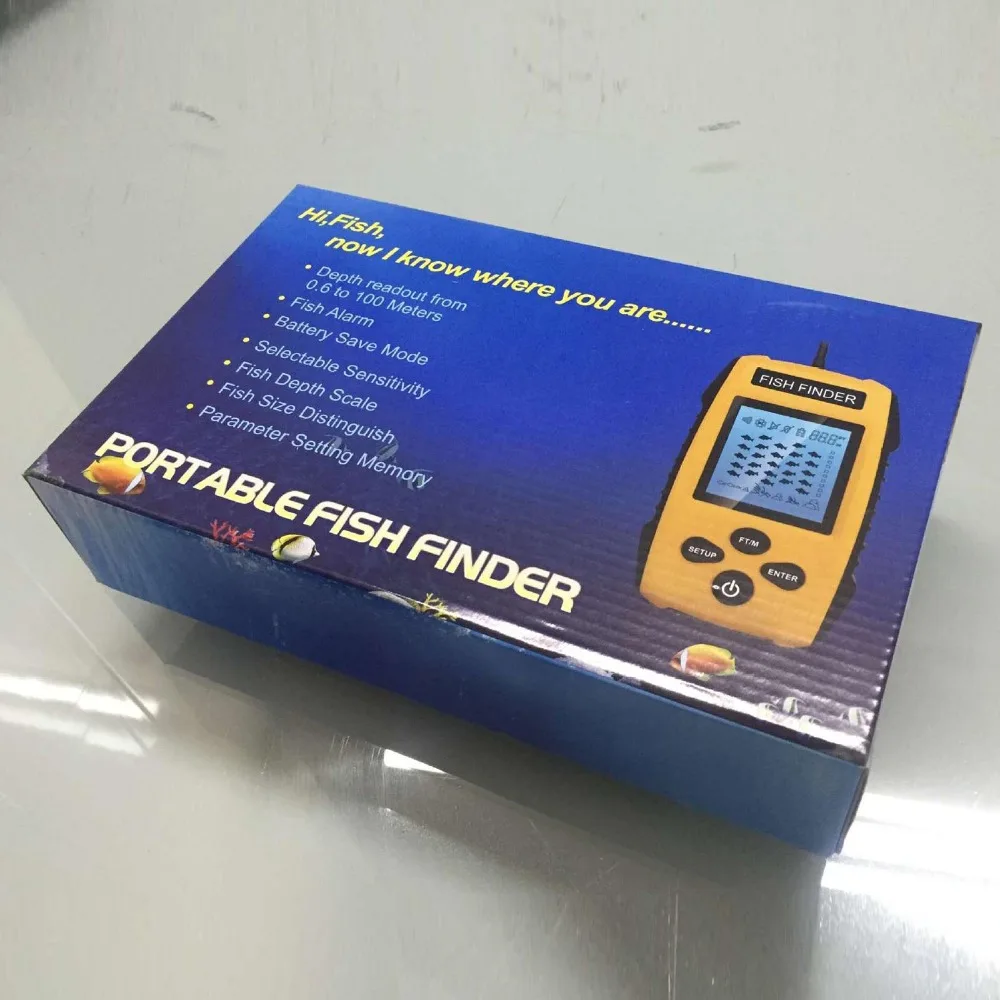 Hi,Fish,
now I know where you are......
• Depth readout from
0.6 to 100 Meters
• Fish Alarm
• Battery Save Mode
• Selectable Sensitivity
• Fish Depth Scale
• Fish Size Distinguish
• Parameter Setting Memory
PORTABLE FISH FINDER
FISH FINDER
FT/M
SETUP
ENTER